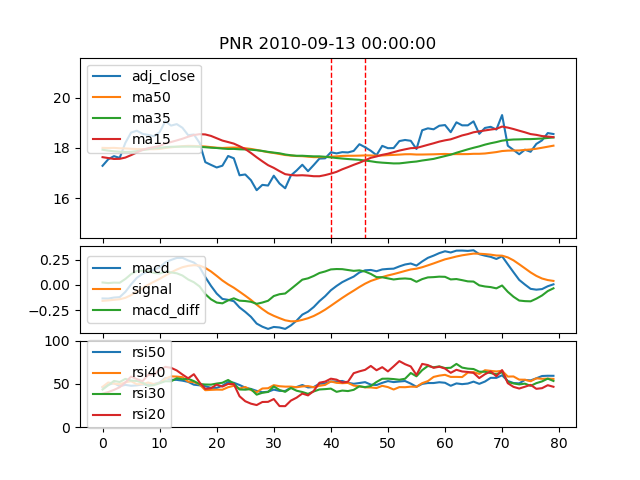 PNR 2010-09-13 00:00:00
adj_close
ma50
ma35
ma15
20
18
16
macd
signal
macd_diff
0.25
0.00
−0.25
rsi50
rsi40
rsi30
rsi20
100
50
0
0 10 20 30 40 50 60 70 80